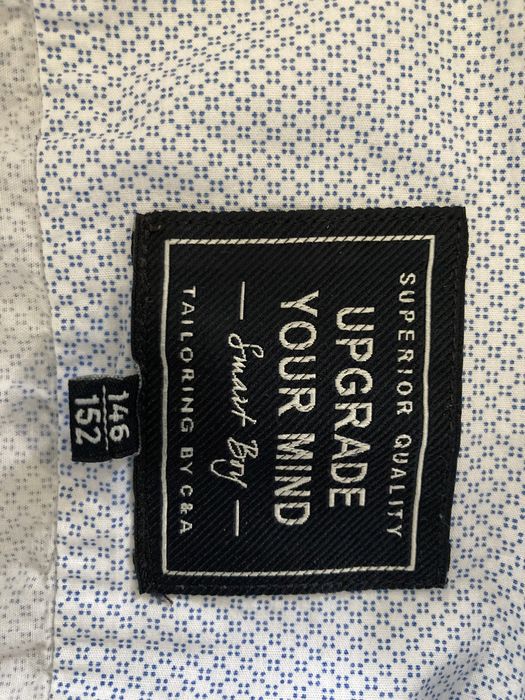 SUPERIOR QUALITY
UPGRADE
YOUR MIND
— Smart Boy —
TAILORING BY C&A
146
152